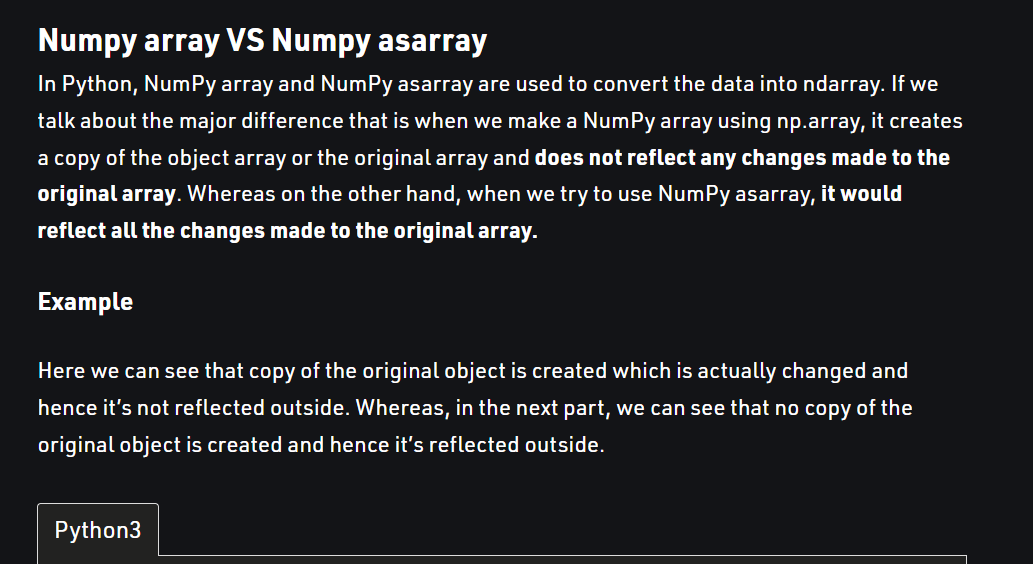 Numpy array VS Numpy asarray
In Python, NumPy array and NumPy asarray are used to convert the data into ndarray. If we
talk about the major difference that is when we make a NumPy array using np.array, it creates
a copy of the object array or the original array and does not reflect any changes made to the
original array. Whereas on the other hand, when we try to use NumPy asarray, it would
reflect all the changes made to the original array.
Example
Here we can see that copy of the original object is created which is actually changed and
hence it’s not reflected outside. Whereas, in the next part, we can see that no copy of the
original object is created and hence it’s reflected outside.
Python3